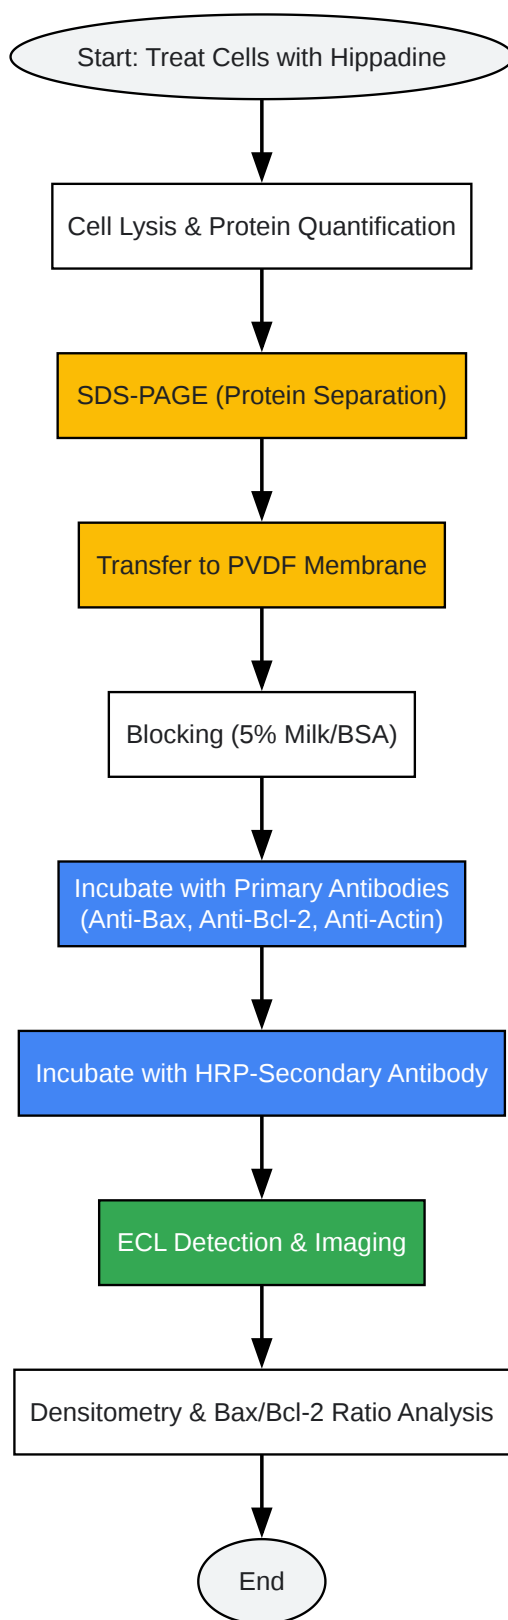 Start: Treat Cells with Hippadine
Cell Lysis & Protein Quantification
SDS-PAGE (Protein Separation)
Transfer to PVDF Membrane
Blocking (5% Milk/BSA)
Incubate with Primary Antibodies
(Anti-Bax, Anti-Bcl-2, Anti-Actin)
Incubate with HRP-Secondary Antibody
ECL Detection & Imaging
Densitometry & Bax/Bcl-2 Ratio Analysis
End